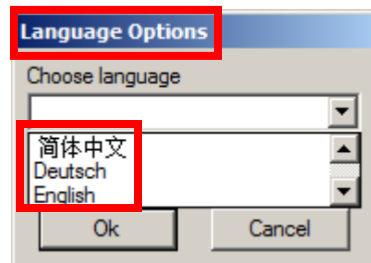 Language Options
Choose language
简体中文
Deutsch
English
Ok Cancel